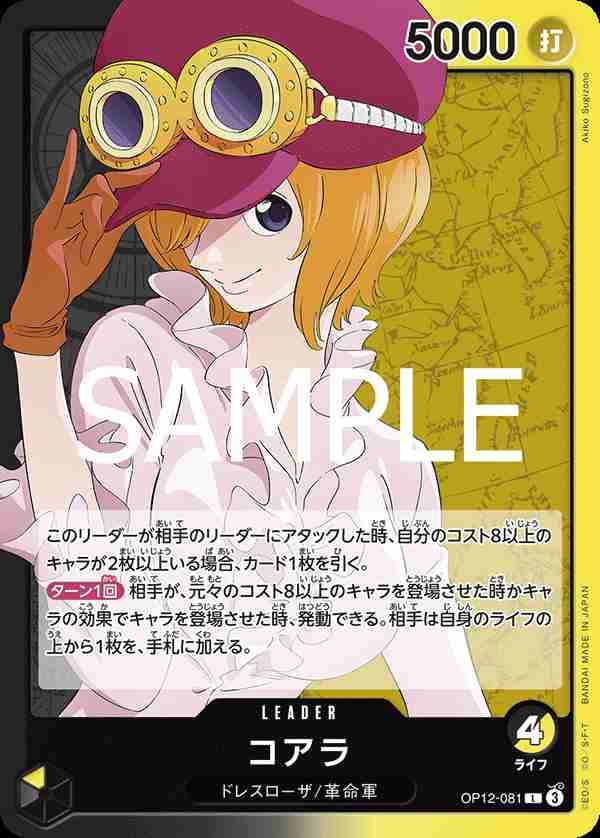 5000 打
Akiko Sugizono
SAMPLE
このリーダーが相手のリーダーにアタックした時、自分のコスト8以上の
キャラが2枚以上いる場合、カード1枚を引く。
ターン1回 相手が、元々のコスト8以上のキャラを登場させた時かキャ
ラの効果でキャラを登場させた時、発動できる。相手は自身のライフの
上から1枚を、手札に加える。
LEADER
コアラ
4
ライフ
ドレスローザ/革命軍
OP12-081 L 3
©E.O/S ©O/S・F・T BANDAI MADE IN JAPAN